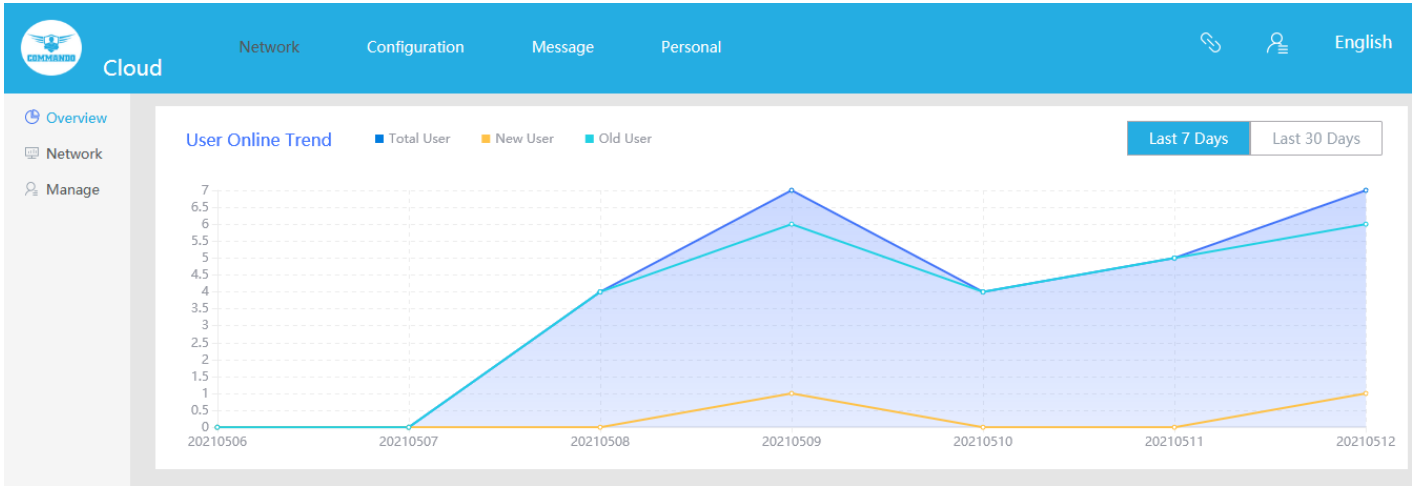 COMMANDO
Cloud
Network Configuration Message Personal English
Overview
Network
Manage
User Online Trend Total User New User Old User Last 7 Days Last 30 Days
7
6.5
6
5.5
5
4.5
4
3.5
3
2.5
2
1.5
1
0.5
0
20210506 20210507 20210508 20210509 20210510 20210511 20210512